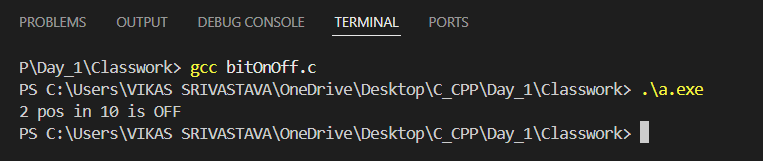 PROBLEMS OUTPUT DEBUG CONSOLE TERMINAL PORTS
P\Day_1\Classwork> gcc bitOnOff.c
PS C:\Users\VIKAS SRIVASTAVA\OneDrive\Desktop\C_CPP\Day_1\Classwork> .\a.exe
2 pos in 10 is OFF
PS C:\Users\VIKAS SRIVASTAVA\OneDrive\Desktop\C_CPP\Day_1\Classwork>